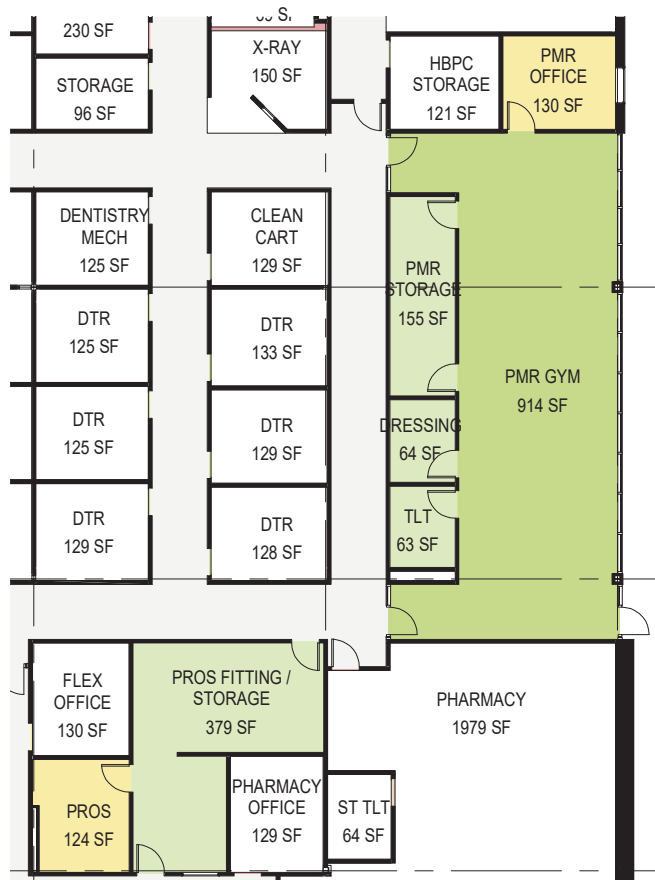 230 SF
STORAGE
96 SF
X-RAY
150 SF
HBPC
STORAGE
121 SF
PMR
OFFICE
130 SF
DENTISTRY
MECH
125 SF
CLEAN
CART
129 SF
PMR
STORAGE
155 SF
DTR
125 SF
DTR
133 SF
PMR GYM
914 SF
DTR
125 SF
DTR
129 SF
DRESSING
64 SF
DTR
129 SF
DTR
128 SF
TLT
63 SF
FLEX
OFFICE
130 SF
PROS FITTING /
STORAGE
379 SF
PHARMACY
1979 SF
PROS
124 SF
PHARMACY
OFFICE
129 SF
ST TLT
64 SF